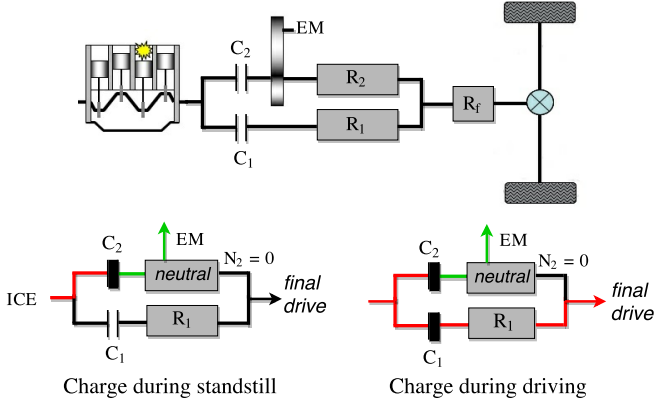 EM
C2
R2
Rf
R1
C1
C2
EM
N2 = 0
neutral
final
drive
ICE
R1
C1
Charge during standstill
C2
EM
N2 = 0
neutral
final
drive
R1
C1
Charge during driving